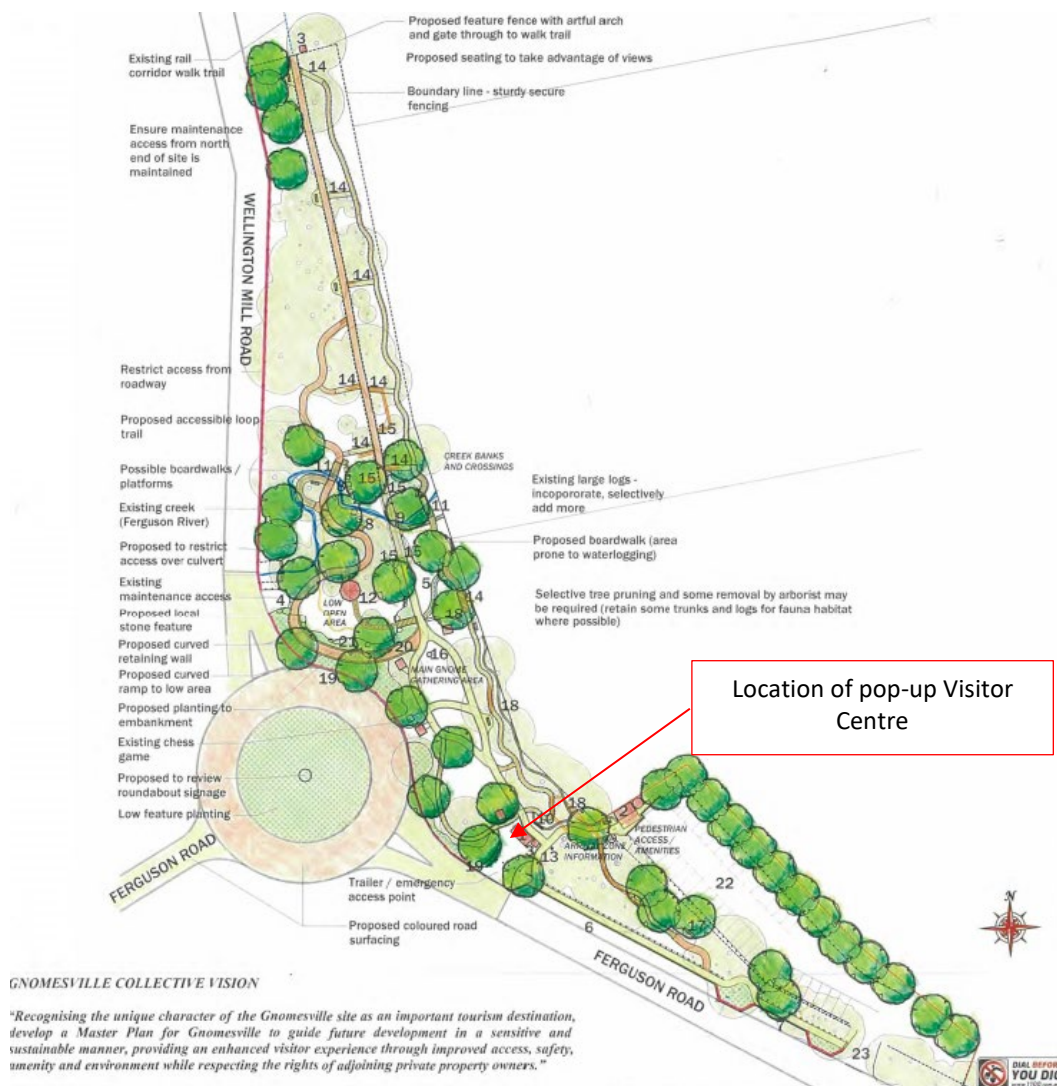 Proposed feature fence with artful arch
and gate through to walk trail
Proposed seating to take advantage of views
Boundary line - sturdy secure
fencing
Existing rail
corridor walk trail
Ensure maintenance
access from north
end of site is
maintained
WELLINGTON MILL ROAD
3
14
14
14
14
14
Restrict access from
roadway
Proposed accessible loop
trail
Possible boardwalks /
platforms
Existing creek
(Ferguson River)
Proposed to restrict
access over culvert
Existing
maintenance access
Proposed local
stone feature
Proposed curved
retaining wall
Proposed curved
ramp to low area
Proposed planting to
embankment
Existing chess
game
Proposed to review
roundabout signage
Low feature planting
15
14
14
11
15
15
CREEK BANKS
AND CROSSINGS
11
9
8
15
15
5
4
12
LOW
OPEN
AREA
18
14
21
20
16
19
MAIN GNOME
GATHERING AREA
18
Existing large logs -
incopororate, selectively
add more
Proposed boardwalk (area
prone to waterlogging)
Selective tree pruning and some removal by arborist may
be required (retain some trunks and logs for fauna habitat
where possible)
Location of pop-up Visitor
Centre
18
10
PEDESTRIAN
ACCESS /
AMENITIES
INFORMATION
13
19
22
6
23
FERGUSON ROAD
FERGUSON ROAD
Trailer / emergency
access point
Proposed coloured road
surfacing
N
GNOMESVILLE COLLECTIVE VISION
"Recognising the unique character of the Gnomesville site as an important tourism destination,
develop a Master Plan for Gnomesville to guide future development in a sensitive and
sustainable manner, providing an enhanced visitor experience through improved access, safety,
amenity and environment while respecting the rights of adjoining private property owners."
DIAL BEFORE
YOU DIG